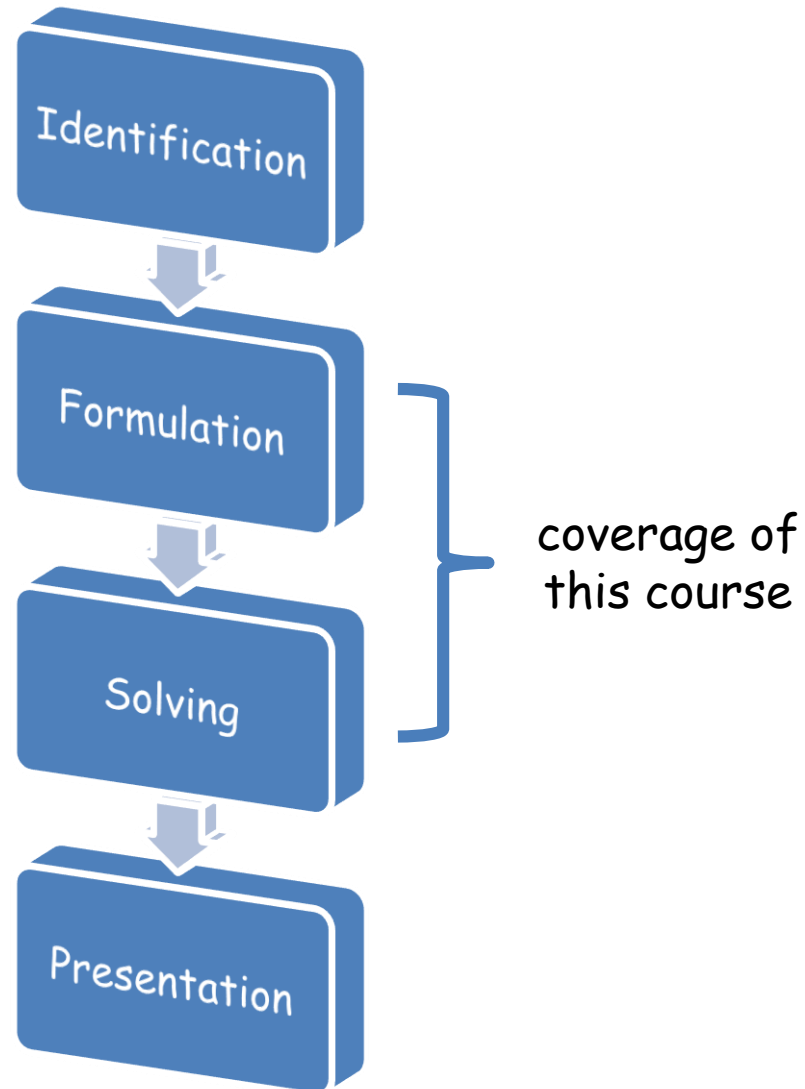 Identification
Formulation
coverage of
this course
Solving
Presentation